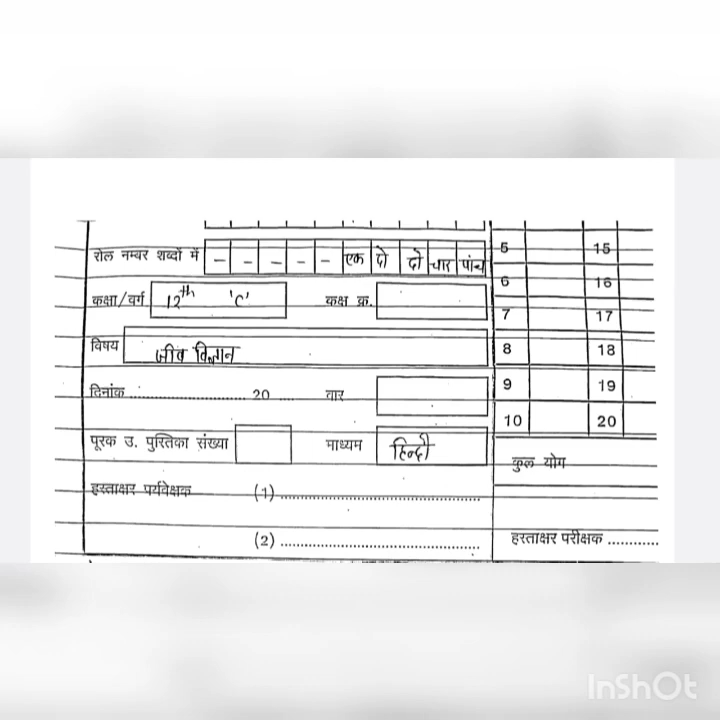 रोल नम्बर शब्दों में - - - - - एक दो दो चार पांच
5 15
6 16
कक्षा/वर्ग 12th 'C' कक्ष क्र.
7 17
विषय जीव विज्ञान
8 18
दिनांक ........................ 20 .... वार
9 19
10 20
पूरक उ. पुस्तिका संख्या माध्यम हिन्दी
कुल योग
हस्ताक्षर पर्यवेक्षक (1) ........................................
(2) ........................................ हस्ताक्षर परीक्षक ............
InShOt